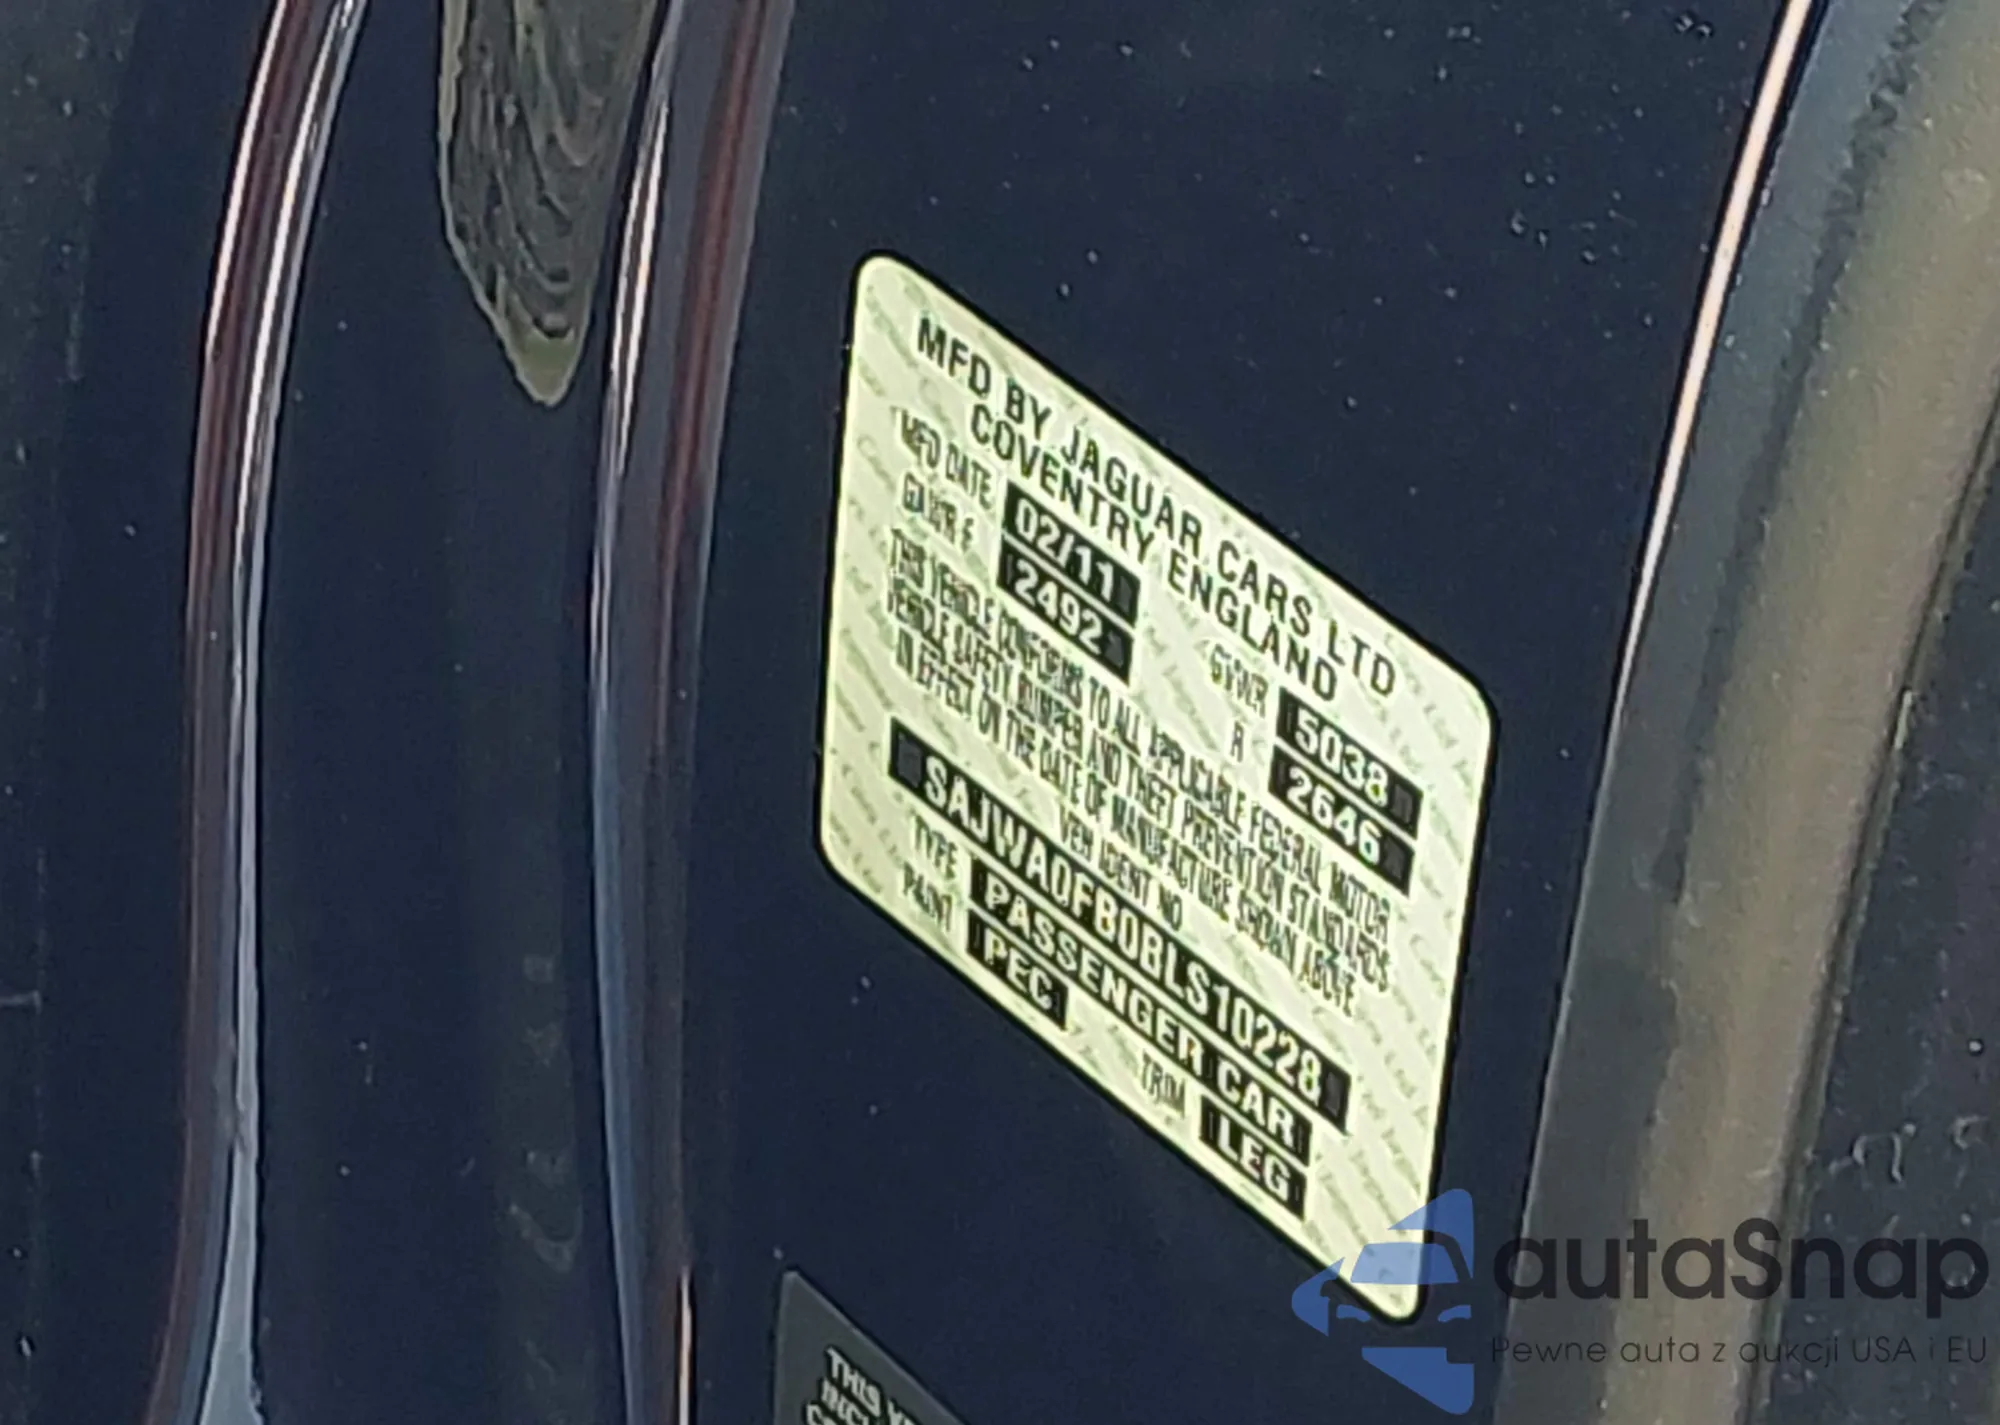 MFD BY JAGUAR CARS LTD
COVENTRY ENGLAND
MFD DATE 02/11 GVWR 5038
GAWR F 2492 R 2646
THIS VEHICLE CONFORMS TO ALL APPLICABLE FEDERAL MOTOR
VEHICLE SAFETY BUMPER AND THEFT PREVENTION STANDARDS
IN EFFECT ON THE DATE OF MANUFACTURE SHOWN ABOVE
VEH IDENT NO
SAJWA0FB0BLS10228
TYPE PASSENGER CAR
PAINT PEC TRIM LEG
THIS
autaSnap
Pewne auta z aukcji USA i EU